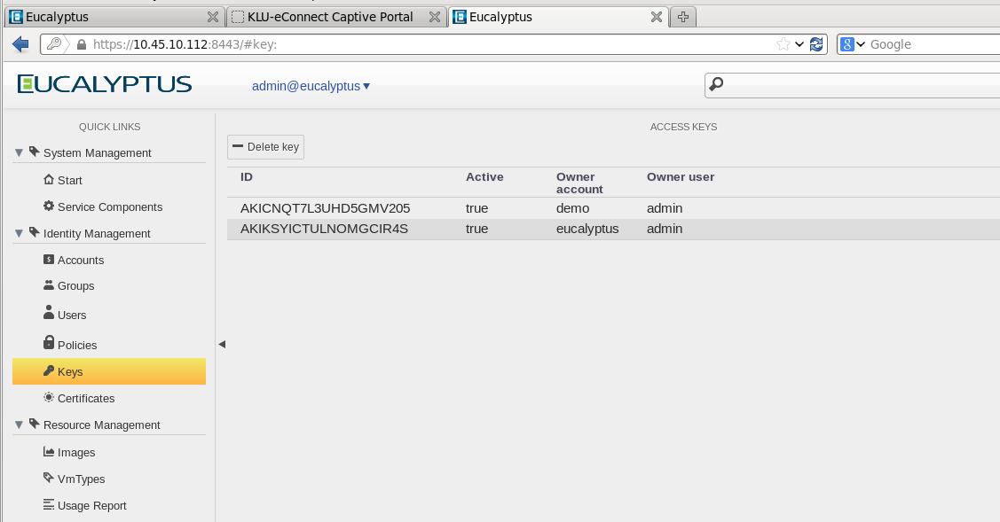 Eucalyptus
KLU-eConnect Captive Portal
Eucalyptus
https://10.45.10.112:8443/#key:
Google
EUCALYPTUS
admin@eucalyptus
QUICK LINKS
System Management
Start
Service Components
Identity Management
Accounts
Groups
Users
Policies
Keys
Certificates
Resource Management
Images
VmTypes
Usage Report
ACCESS KEYS
Delete key
ID Active Owner account Owner user
AKICNQT7L3UHD5GMV205 true demo admin
AKIKSYICTULNOMGCIR4S true eucalyptus admin